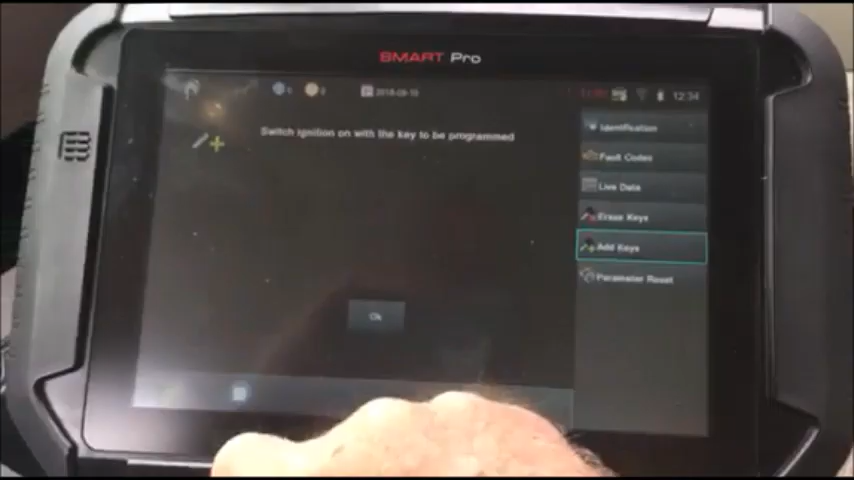 SMART Pro
2018-09-19
12:34
Switch ignition on with the key to be programmed
Identification
Fault Codes
Live Data
Erase Keys
Add Keys
Parameter Reset
Ok